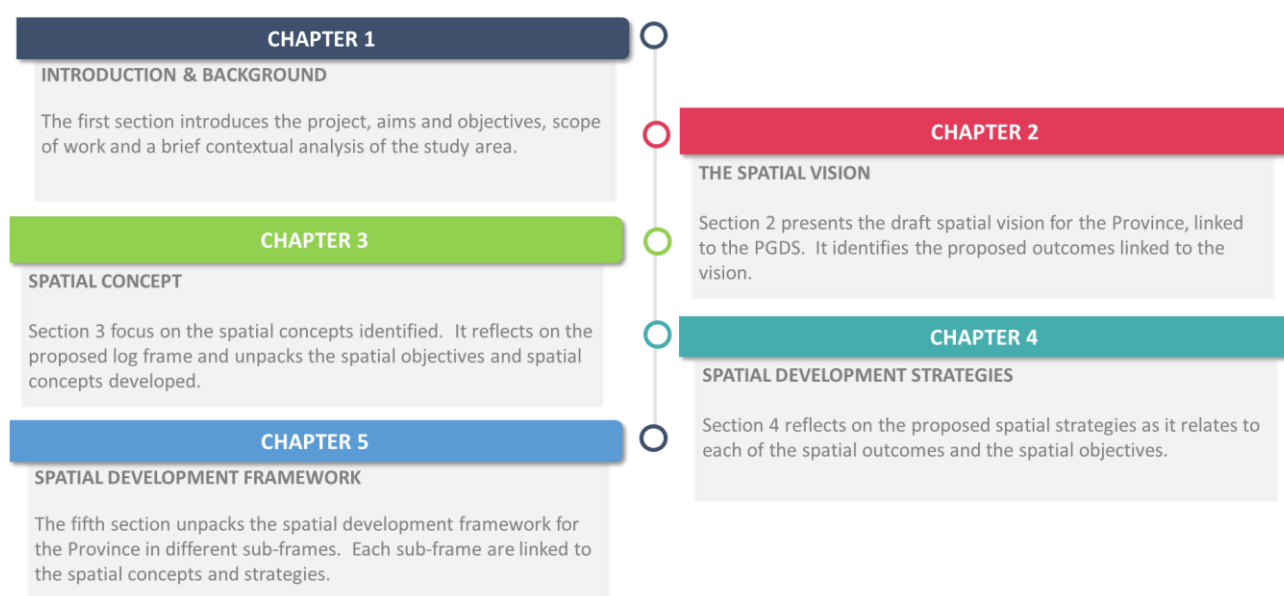 CHAPTER 1
INTRODUCTION & BACKGROUND
The first section introduces the project, aims and objectives, scope
of work and a brief contextual analysis of the study area.
CHAPTER 2
THE SPATIAL VISION
Section 2 presents the draft spatial vision for the Province, linked
to the PGDS. It identifies the proposed outcomes linked to the
vision.
CHAPTER 3
SPATIAL CONCEPT
Section 3 focus on the spatial concepts identified. It reflects on the
proposed log frame and unpacks the spatial objectives and spatial
concepts developed.
CHAPTER 4
SPATIAL DEVELOPMENT STRATEGIES
Section 4 reflects on the proposed spatial strategies as it relates to
each of the spatial outcomes and the spatial objectives.
CHAPTER 5
SPATIAL DEVELOPMENT FRAMEWORK
The fifth section unpacks the spatial development framework for
the Province in different sub-frames. Each sub-frame are linked to
the spatial concepts and strategies.